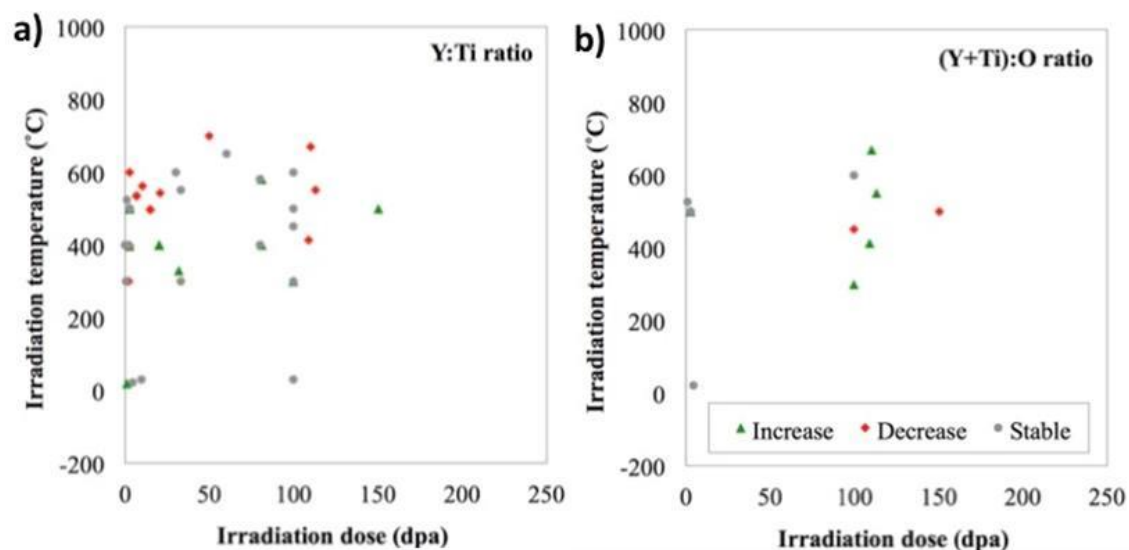 a)
Y:Ti ratio
1000
800
600
400
200
0
-200
0 50 100 150 200 250
Irradiation temperature (˚C)
Irradiation dose (dpa)
b)
(Y+Ti):O ratio
1000
800
600
400
200
0
-200
0 50 100 150 200 250
Irradiation temperature (˚C)
Irradiation dose (dpa)
Increase Decrease Stable